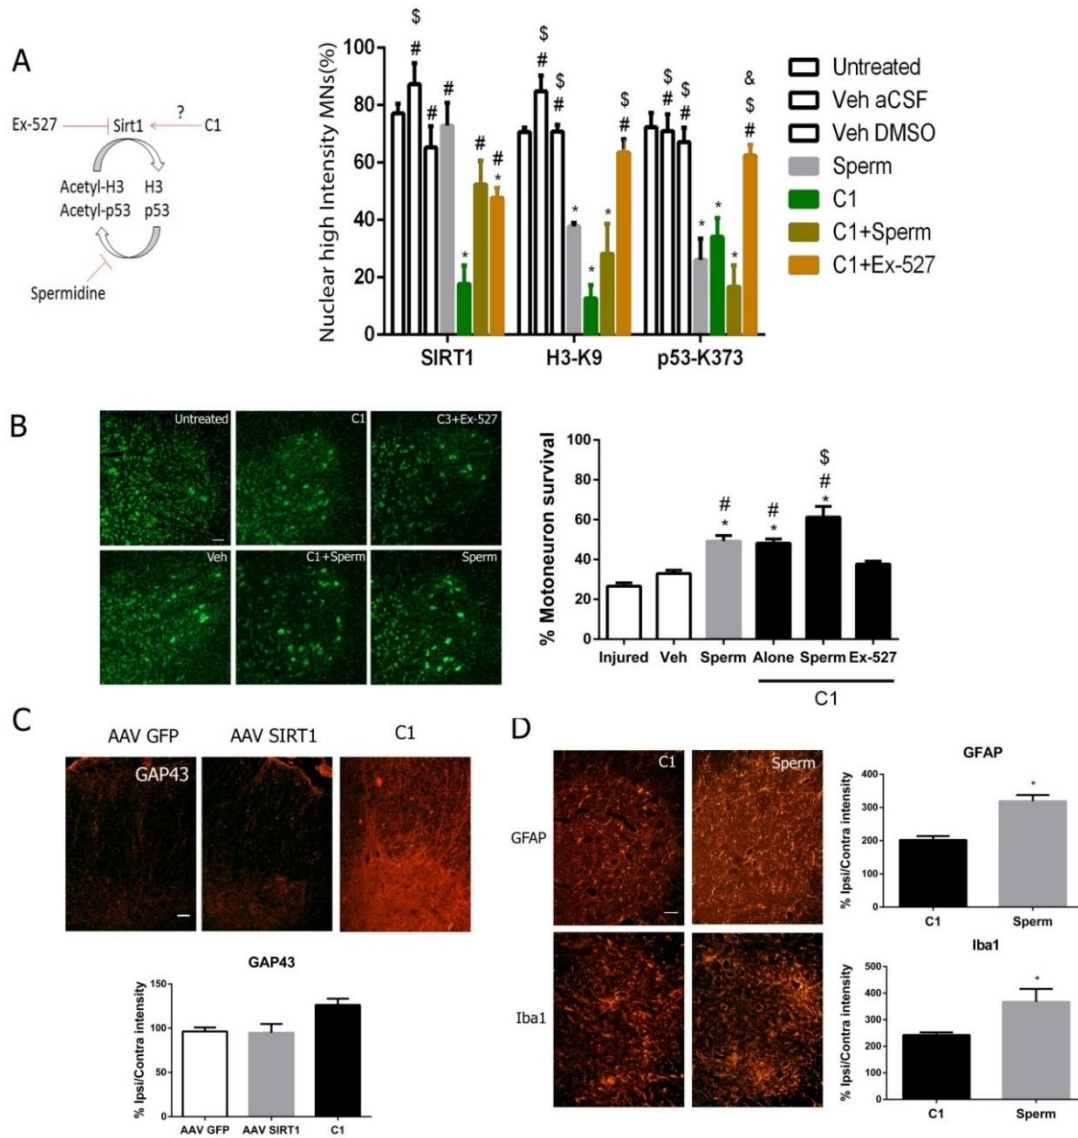 A
Ex-527 Sirt1 ? C1
Acetyl-H3 H3
Acetyl-p53 p53
Spermidine
Nuclear high Intensity MNs(%)
100
80
60
40
20
0
$ # # # * # # *
$ # $ # * * * $ #
$ # $ # * * * & $ #
SIRT1 H3-K9 p53-K373
Untreated
Veh aCSF
Veh DMSO
Sperm
C1
C1+Sperm
C1+Ex-527
B
Untreated C1 C3+Ex-527
Veh C1+Sperm Sperm
% Motoneuron survival
100
80
60
40
20
0
# * # * $ # *
Injured Veh Sperm Alone Sperm Ex-527
C1
C
AAV GFP AAV SIRT1 C1
GAP43
GAP43
% Ipsi/Contra intensity
150
100
50
0
AAV GFP AAV SIRT1 C1
D
C1 Sperm
GFAP
Iba1
GFAP
% Ipsi/Contra intensity
400
300
200
100
0
*
C1 Sperm
Iba1
% Ipsi/Contra intensity
500
400
300
200
100
0
*
C1 Sperm